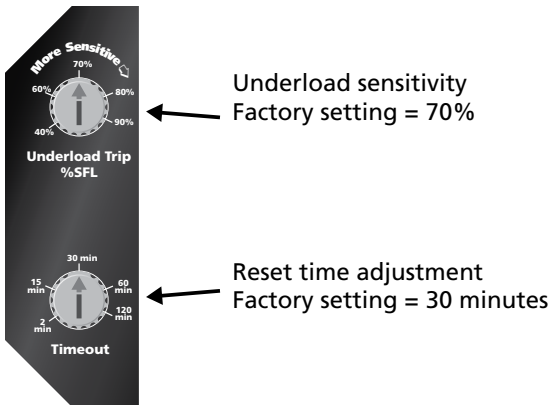 More Sensitive
70%
60%
80%
40%
90%
Underload Trip
%SFL
Underload sensitivity
Factory setting = 70%
30 min
15
min
60
min
2
min
120
min
Timeout
Reset time adjustment
Factory setting = 30 minutes